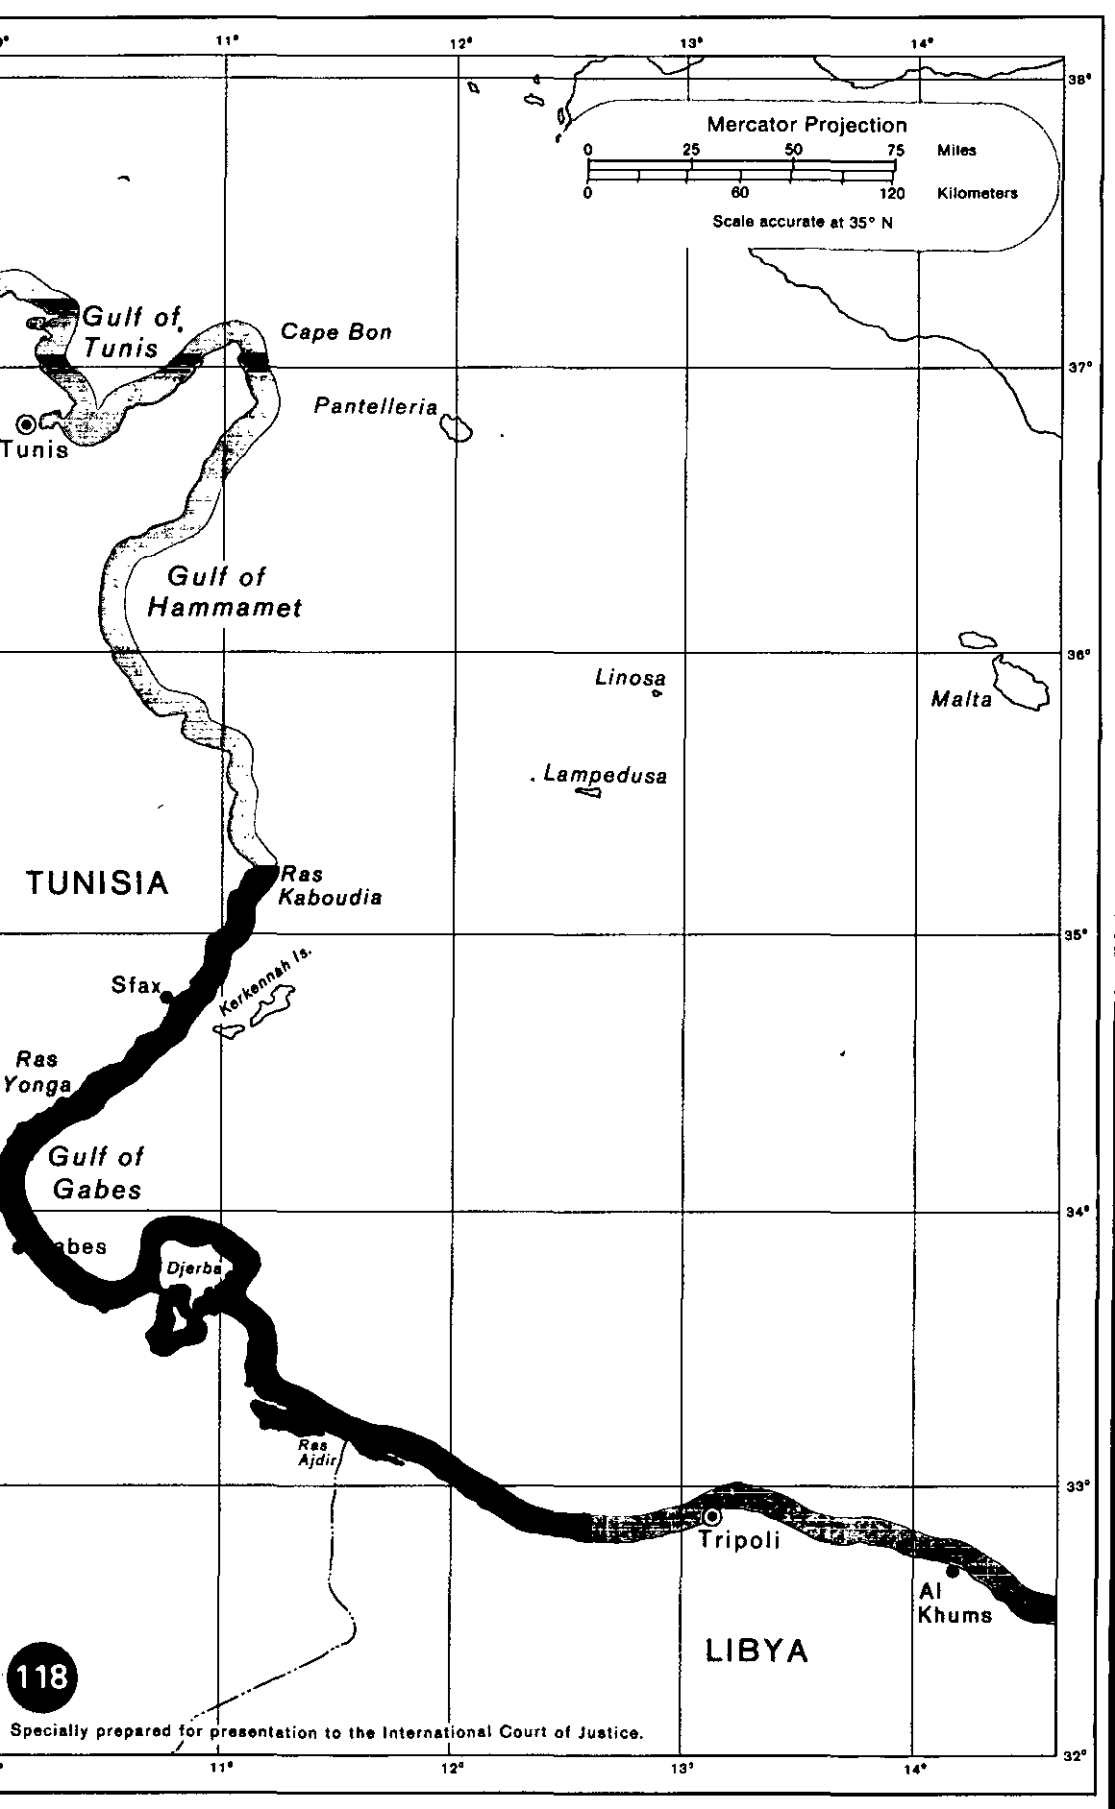 11°
12°
13°
14°
38°
Mercator Projection
0 25 50 75 Miles
0 60 120 Kilometers
Scale accurate at 35° N
Gulf of
Tunis
Cape Bon
37°
Pantelleria
Tunis
Gulf of
Hammamet
36°
Linosa
Malta
Lampedusa
TUNISIA
Ras
Kaboudia
35°
Sfax
Kerkennah Is.
Ras
Yonga
Gulf of
Gabes
34°
abes
Djerba
Ras
Ajdir
33°
Tripoli
Al
Khums
LIBYA
118
Specially prepared for presentation to the International Court of Justice.
32°
11°
12°
13°
14°